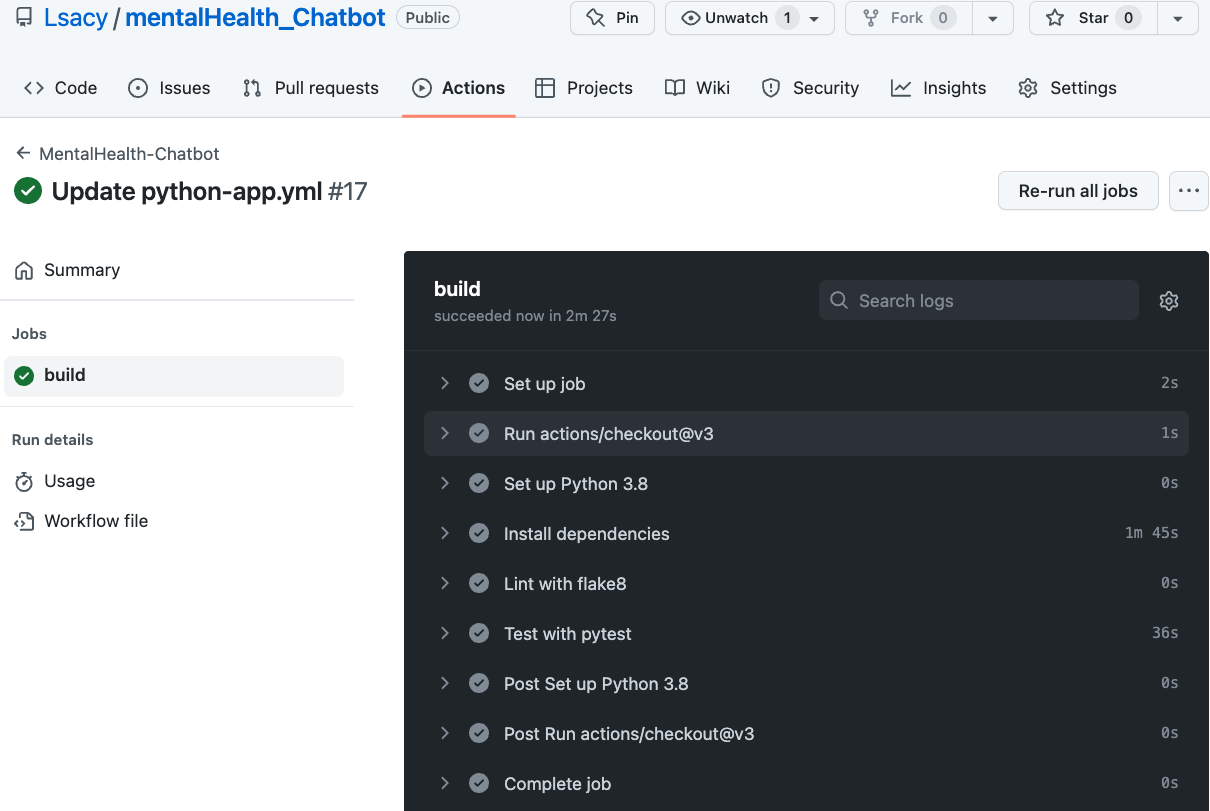 Lsacy / mentalHealth_Chatbot Public Pin Unwatch 1 Fork 0 Star 0
Code Issues Pull requests Actions Projects Wiki Security Insights Settings
MentalHealth-Chatbot
Update python-app.yml #17
Re-run all jobs
Summary
Jobs
build
Run details
Usage
Workflow file
build
succeeded now in 2m 27s
Search logs
Set up job 2s
Run actions/checkout@v3 1s
Set up Python 3.8 0s
Install dependencies 1m 45s
Lint with flake8 0s
Test with pytest 36s
Post Set up Python 3.8 0s
Post Run actions/checkout@v3 0s
Complete job 0s